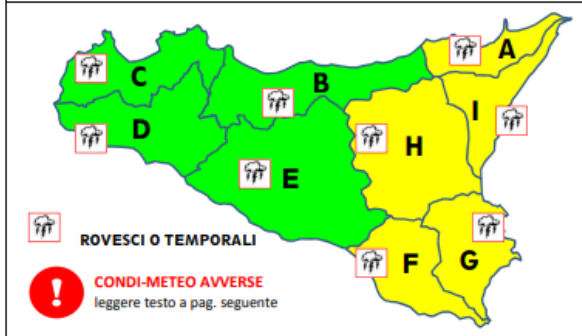 A
C
B
I
D
H
E
F
G
ROVESCI O TEMPORALI
!
CONDI-METEO AVVERSE
leggere testo a pag. seguente